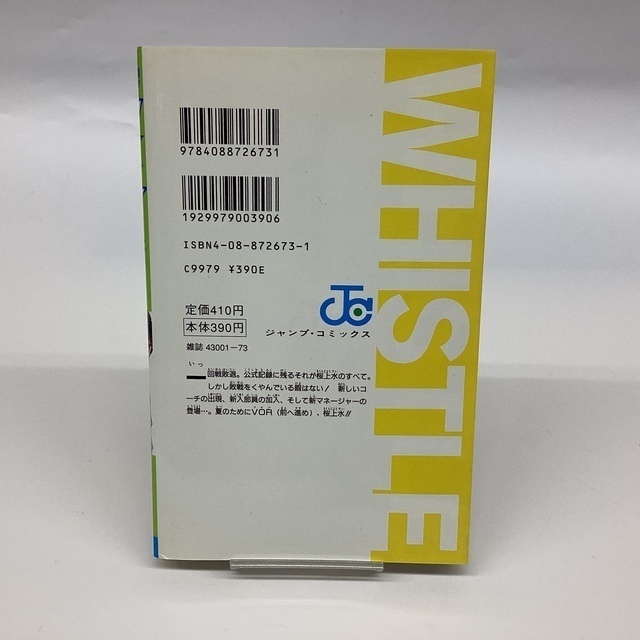 WHISTLE
9784088726731
1929979003906
ISBN4-08-872673-1
C9979 ¥390E
定価410円
本体390円
雑誌 43001-73
JC
ジャンプ・コミックス
一回戦敗退。公式記録に残るそれが桜上水のすべて。
しかし敗戦をくやんでいる暇はない! 新しいコ
ーチの出現、新入部員の加入、そして新マネージャーの
登場…。夏のためにVOR(前へ進め)、桜上水!!